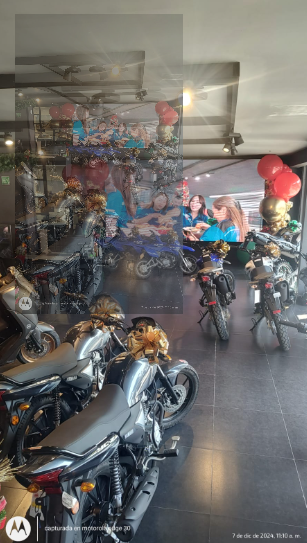 capturada en motorola edge 30
7 de dic de 2024, 11:10 a. m.